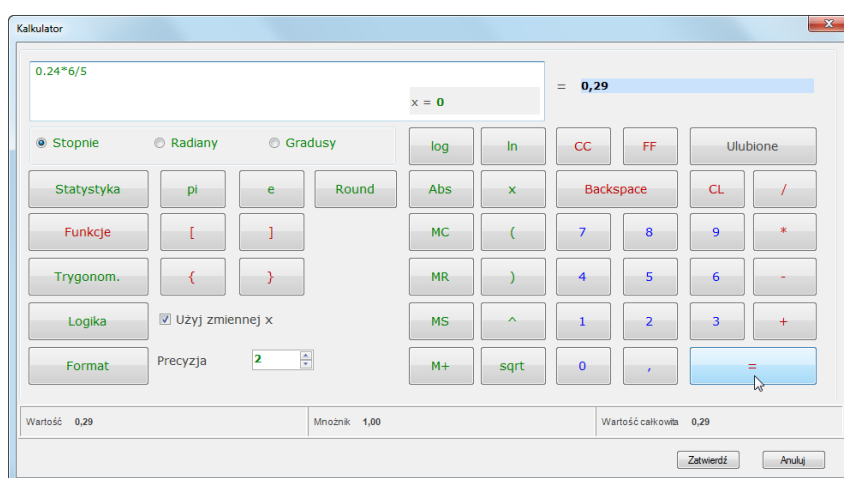 Kalkulator
0.24*6/5
x = 0
= 0,29
Stopnie Radiany Gradusy log ln CC FF Ulubione
Statystyka pi e Round Abs x Backspace CL /
Funkcje [ ] MC ( 7 8 9 *
Trygonom. { } MR ) 4 5 6 -
Logika Użyj zmiennej x MS ^ 1 2 3 +
Format Precyzja 2 M+ sqrt 0 , =
Wartość 0,29 Mnożnik 1,00 Wartość całkowita 0,29
Zatwierdź Anuluj